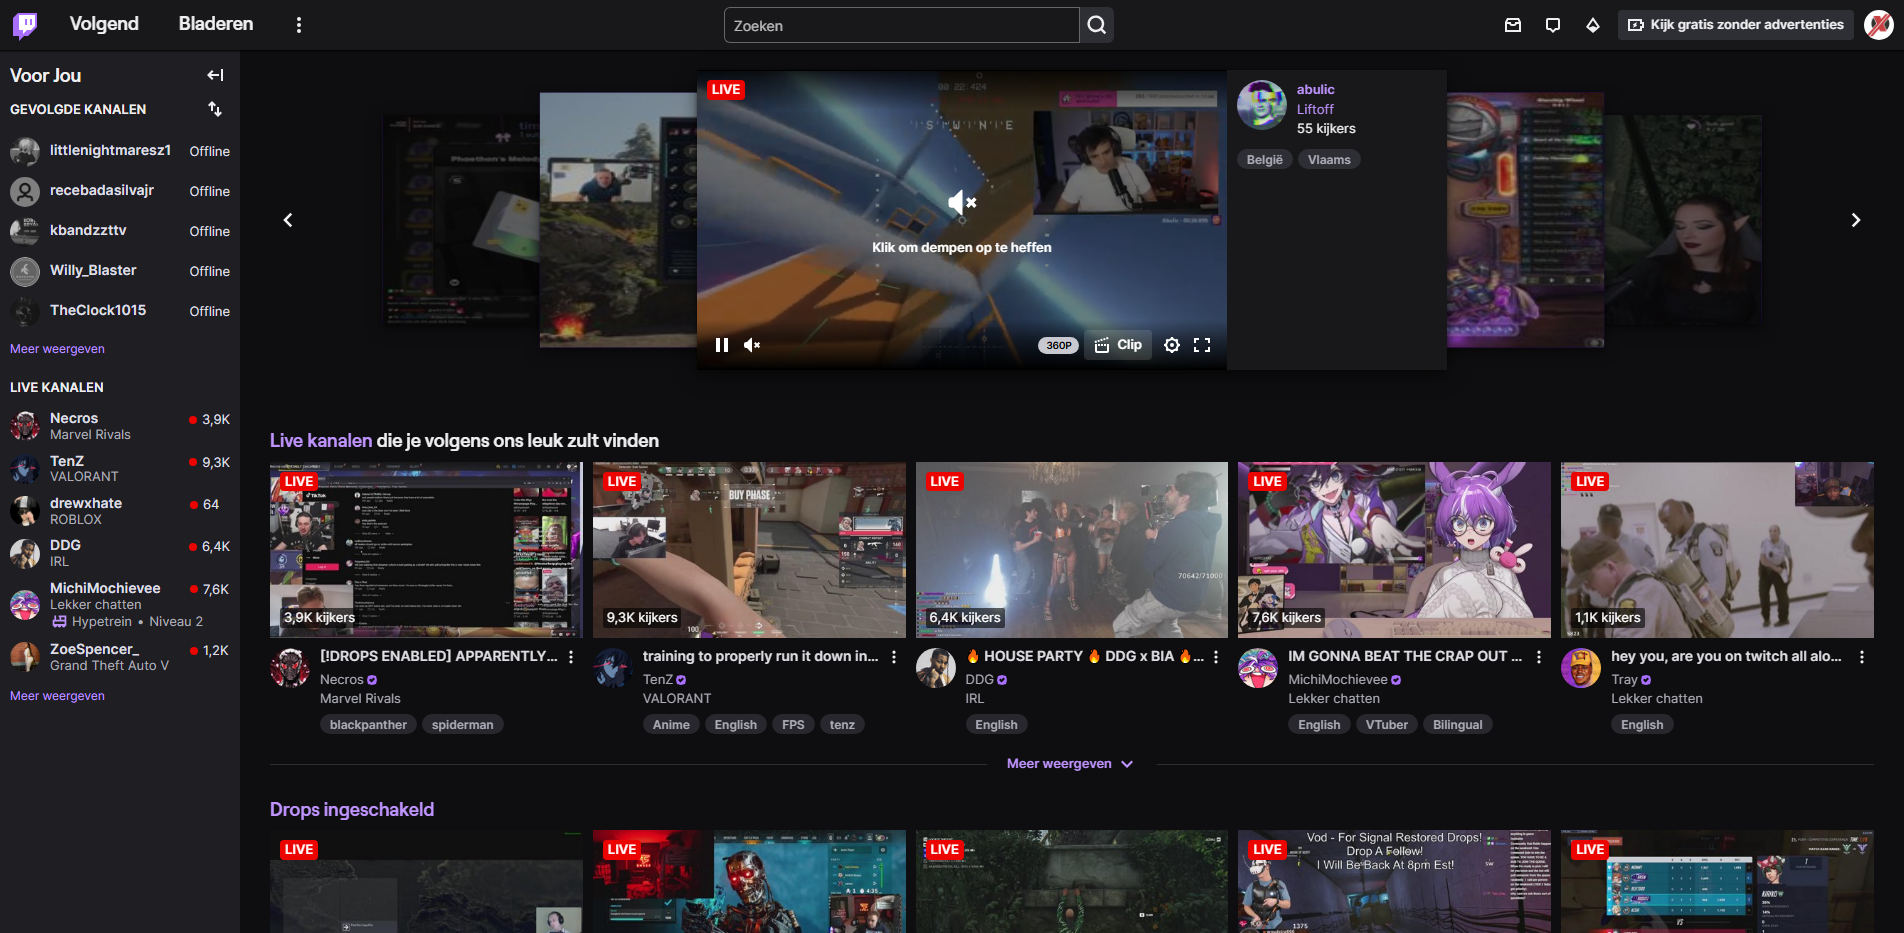 Volgend
Bladeren
Zoeken
Kijk gratis zonder advertenties
Voor Jou
GEVOLGDE KANALEN
littlenightmaresz1 Offline
recebadasilvajr Offline
kbandzzttv Offline
Willy_Blaster Offline
TheClock1015 Offline
Meer weergeven
LIVE KANALEN
Necros 3,9K
Marvel Rivals
TenZ 9,3K
VALORANT
drewxhate 64
ROBLOX
DDG 6,4K
IRL
MichiMochievee 7,6K
Lekker chatten
Hypetrein • Niveau 2
ZoeSpencer_ 1,2K
Grand Theft Auto V
Meer weergeven
LIVE
00 22.424
Klik om dempen op te heffen
360P
Clip
abulic
Liftoff
55 kijkers
België Vlaams
Live kanalen die je volgens ons leuk zult vinden
LIVE
3,9K kijkers
[!DROPS ENABLED] APPARENTLY...
Necros
Marvel Rivals
blackpanther spiderman
LIVE
BUY PHASE
100
9,3K kijkers
training to properly run it down in...
TenZ
VALORANT
Anime English FPS tenz
LIVE
70642/71000
6,4K kijkers
🔥 HOUSE PARTY 🔥 DDG x BIA 🔥...
DDG
IRL
English
LIVE
7,6K kijkers
IM GONNA BEAT THE CRAP OUT ...
MichiMochievee
Lekker chatten
English VTuber Bilingual
LIVE
1,1K kijkers
hey you, are you on twitch all alo...
Tray
Lekker chatten
English
Meer weergeven
Drops ingeschakeld
LIVE
LIVE
LIVE
LIVE
Vod - For Signal Restored Drops!
Drop A Follow!
I Will Be Back At 8pm Est!
1375
LIVE